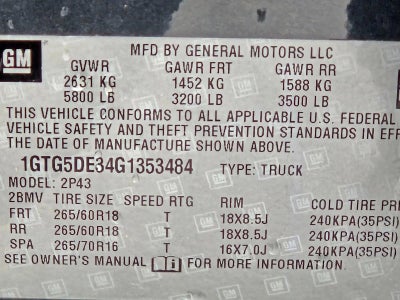 MFD BY GENERAL MOTORS LLC
GM
GVWR GAWR FRT GAWR RR
2631 KG 1452 KG 1588 KG
5800 LB 3200 LB 3500 LB
THIS VEHICLE CONFORMS TO ALL APPLICABLE U.S. FEDERAL
VEHICLE SAFETY AND THEFT PREVENTION STANDARDS IN EFF
THE DATE OF MANUFACTURE SHOWN ABOVE.
1GTG5DE34G1353484 TYPE: TRUCK
MODEL: 2P43
2BMV TIRE SIZE SPEED RTG RIM COLD TIRE PR
FRT 265/60R18 T 18X8.5J 240KPA(35PSI)
RR 265/60R18 T 18X8.5J 240KPA(35PSI)
SPA 265/70R16 T 16X7.0J 240KPA(35PSI)
SEE OWNER'S MANUAL i FOR MORE INFORMATION.